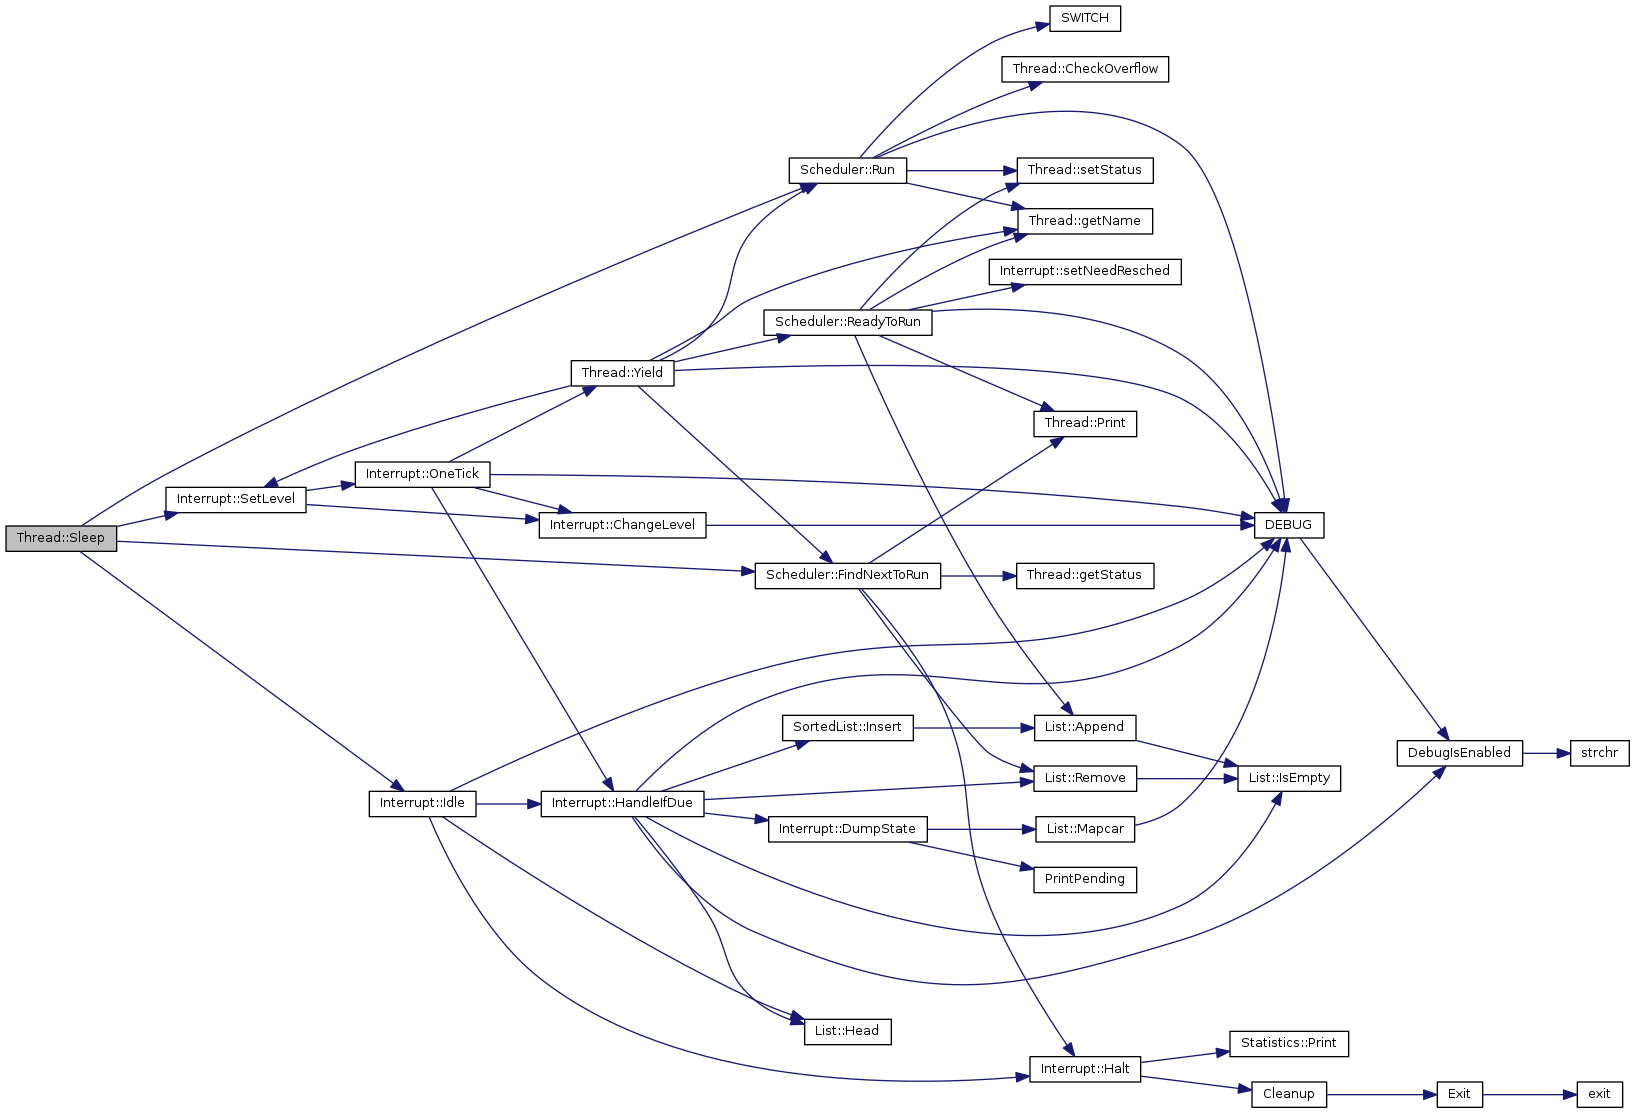 SWITCH
Thread::CheckOverflow
Scheduler::Run
Thread::setStatus
Thread::getName
Interrupt::setNeedResched
Scheduler::ReadyToRun
Thread::Yield
Thread::Print
Interrupt::OneTick
Interrupt::SetLevel
Interrupt::ChangeLevel
DEBUG
Thread::Sleep
Scheduler::FindNextToRun
Thread::getStatus
SortedList::Insert
List::Append
DebugIsEnabled
strchr
List::Remove
List::IsEmpty
Interrupt::Idle
Interrupt::HandleIfDue
Interrupt::DumpState
List::Mapcar
PrintPending
List::Head
Statistics::Print
Interrupt::Halt
Cleanup
Exit
exit